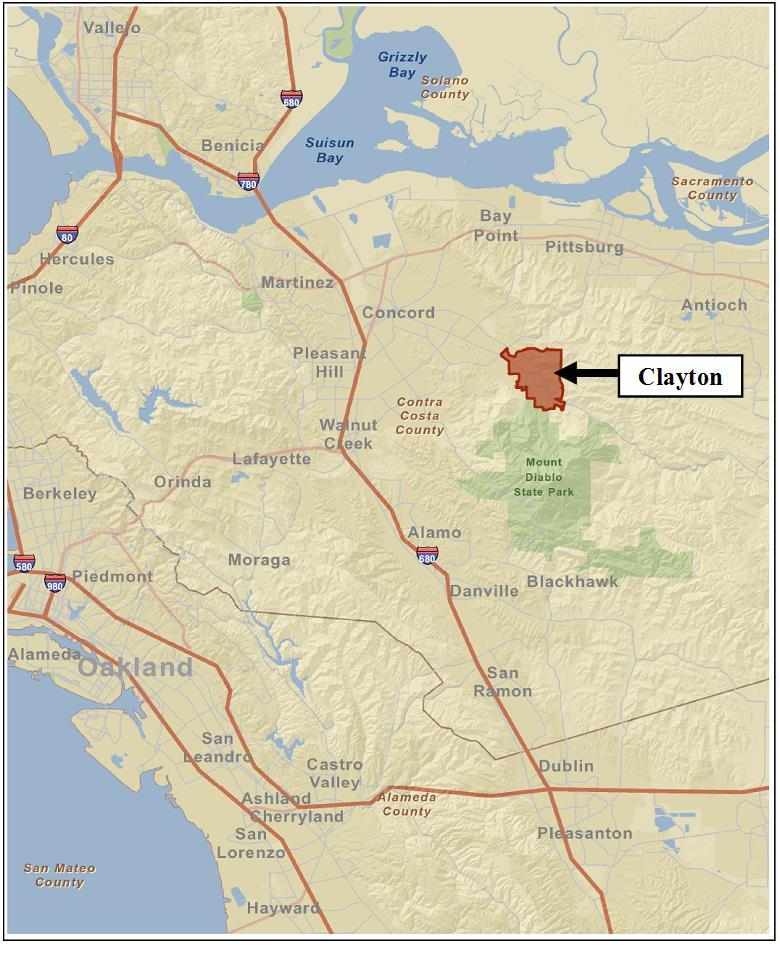 Vallejo
Grizzly
Bay
Solano
County
680
Benicia
Suisun
Bay
780
Sacramento
County
80
Bay
Point
Pittsburg
Hercules
Pinole
Martinez
Antioch
Concord
Pleasant
Hill
Clayton
Contra
Costa
County
Walnut
Creek
Lafayette
Orinda
Mount
Diablo
State Park
Berkeley
Alamo
680
Moraga
580
980
Piedmont
Danville
Blackhawk
Alameda
Oakland
San
Ramon
San
Leandro
Castro
Valley
Dublin
Ashland
Cherryland
Alameda
County
San
Lorenzo
Pleasanton
San Mateo
County
Hayward